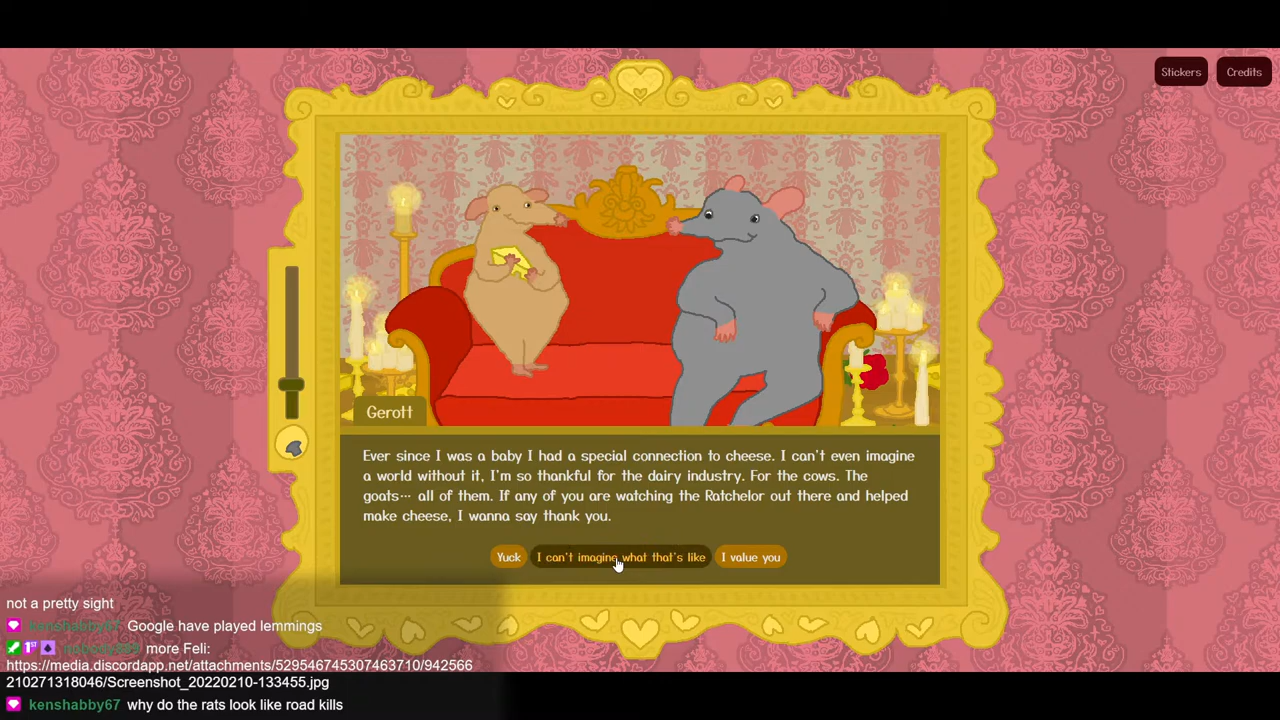 Stickers
Credits
Gerott
Ever since I was a baby I had a special connection to cheese. I can't even imagine
a world without it, I'm so thankful for the dairy industry. For the cows. The
goats… all of them. If any of you are watching the Ratchelor out there and helped
make cheese, I wanna say thank you.
Yuck
I can't imagine what that's like
I value you
not a pretty sight
kenshabby67 Google have played lemmings
more Feli:
https://media.discordapp.net/attachments/529546745307463710/942566
210271318046/Screenshot_20220210-133455.jpg
kenshabby67 why do the rats look like road kills